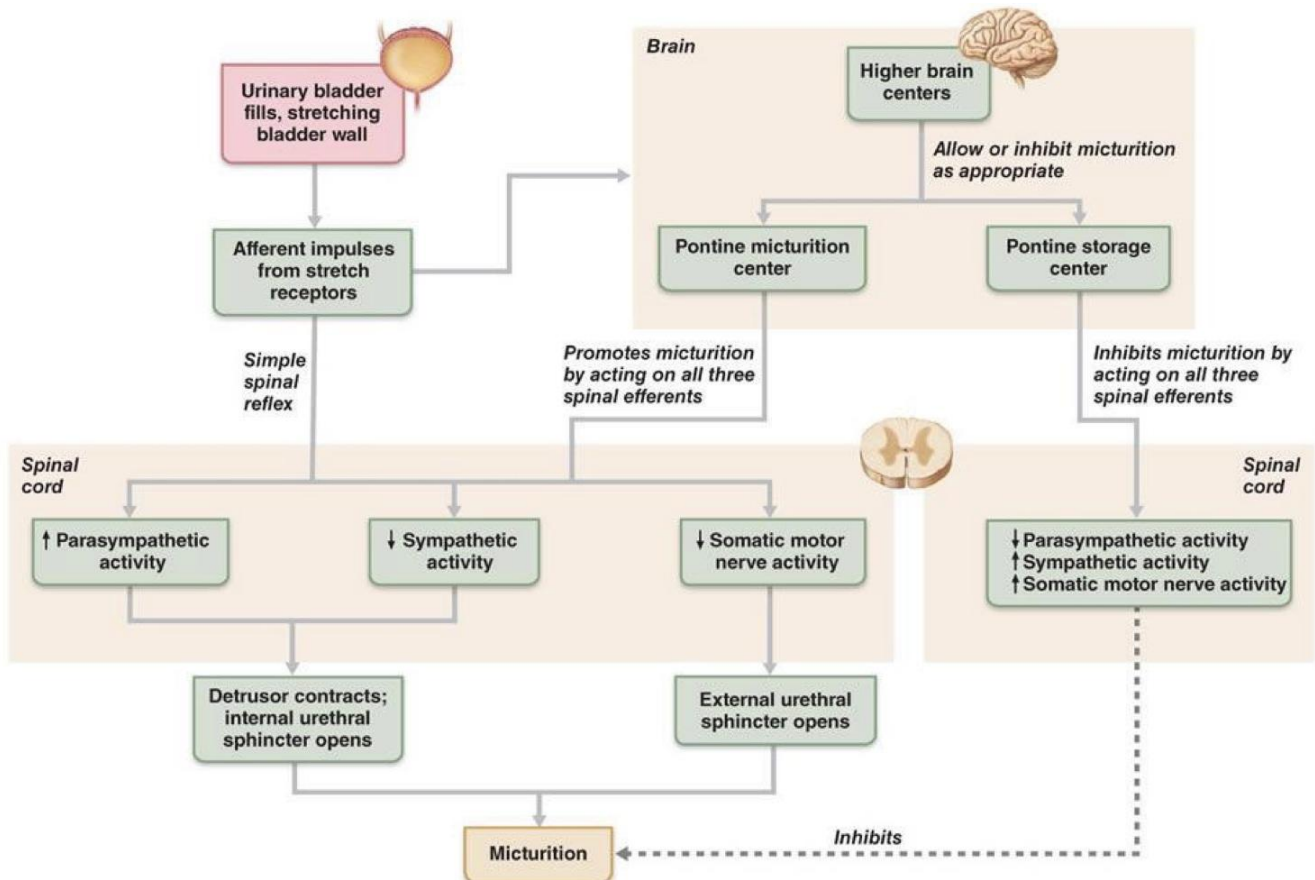 Brain
Urinary bladder
fills, stretching
bladder wall
Higher brain
centers
Allow or inhibit micturition
as appropriate
Afferent impulses
from stretch
receptors
Pontine micturition
center
Pontine storage
center
Simple
spinal
reflex
Promotes micturition
by acting on all three
spinal efferents
Inhibits micturition by
acting on all three
spinal efferents
Spinal
cord
Spinal
cord
↑ Parasympathetic
activity
↓ Sympathetic
activity
↓ Somatic motor
nerve activity
↓ Parasympathetic activity
↑ Sympathetic activity
↑ Somatic motor nerve activity
Detrusor contracts;
internal urethral
sphincter opens
External urethral
sphincter opens
Micturition
Inhibits